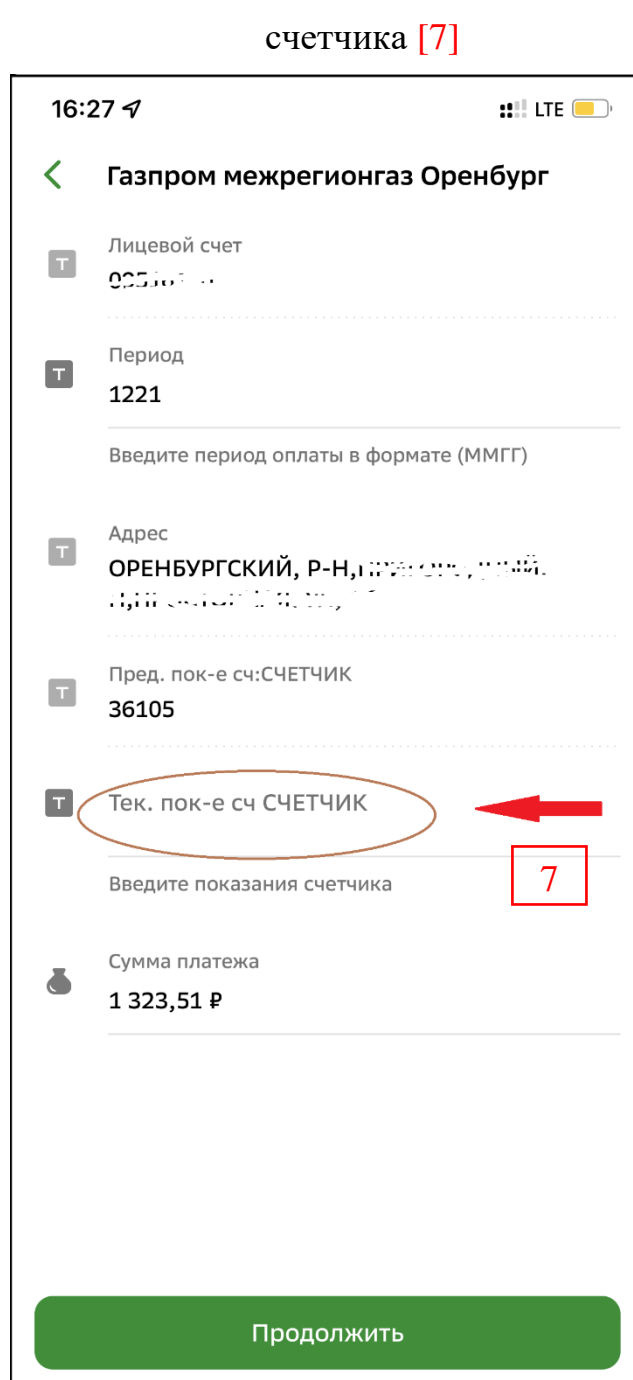 счетчика [7]
16:27
LTE
Газпром межрегионгаз Оренбург
Лицевой счет
Т
Период
Т
1221
Введите период оплаты в формате (ММГГ)
Адрес
Т
ОРЕНБУРГСКИЙ, Р-Н,
Пред. пок-е сч:СЧЕТЧИК
Т
36105
Т
Тек. пок-е сч СЧЕТЧИК
Введите показания счетчика
7
Сумма платежа
1 323,51 ₽
Продолжить